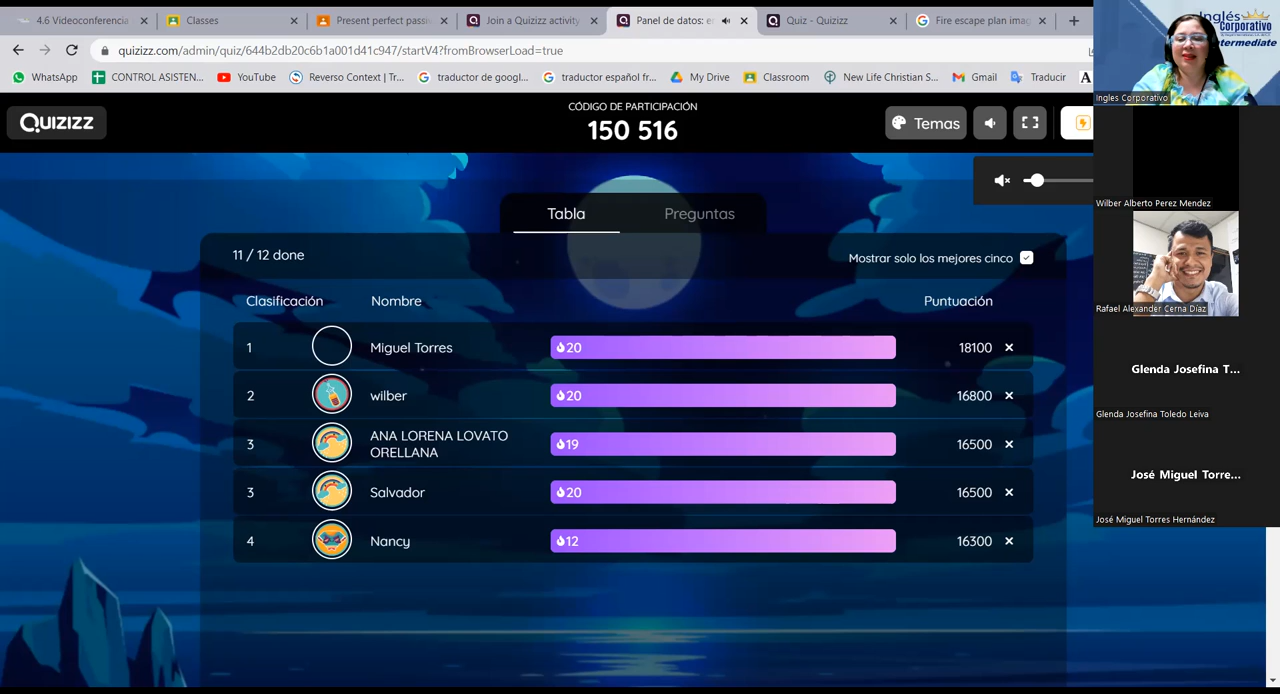 4.6 Videoconferencia
Classes
Present perfect passi
Join a Quizizz activity
Panel de datos: e
Quiz - Quizizz
Fire escape plan imag
quizizz.com/admin/quiz/644b2db20c6b1a001d41c947/startV4?fromBrowserLoad=true
WhatsApp
CONTROL ASISTEN...
YouTube
Reverso Context | Tr...
traductor de googl...
traductor español fr...
My Drive
Classroom
New Life Christian S...
Gmail
Traducir
Quizizz
CÓDIGO DE PARTICIPACIÓN
150 516
Temas
Tabla
Preguntas
11 / 12 done
Mostrar solo los mejores cinco
Clasificación
Nombre
Puntuación
1 Miguel Torres 20 18100
2 wilber 20 16800
3 ANA LORENA LOVATO ORELLANA 19 16500
3 Salvador 20 16500
4 Nancy 12 16300
Inglés
Corporativo
Intermediate
Ingles Corporativo
Wilber Alberto Perez Mendez
Rafael Alexander Cerna Díaz
Glenda Josefina T...
Glenda Josefina Toledo Leiva
José Miguel Torre...
José Miguel Torres Hernández